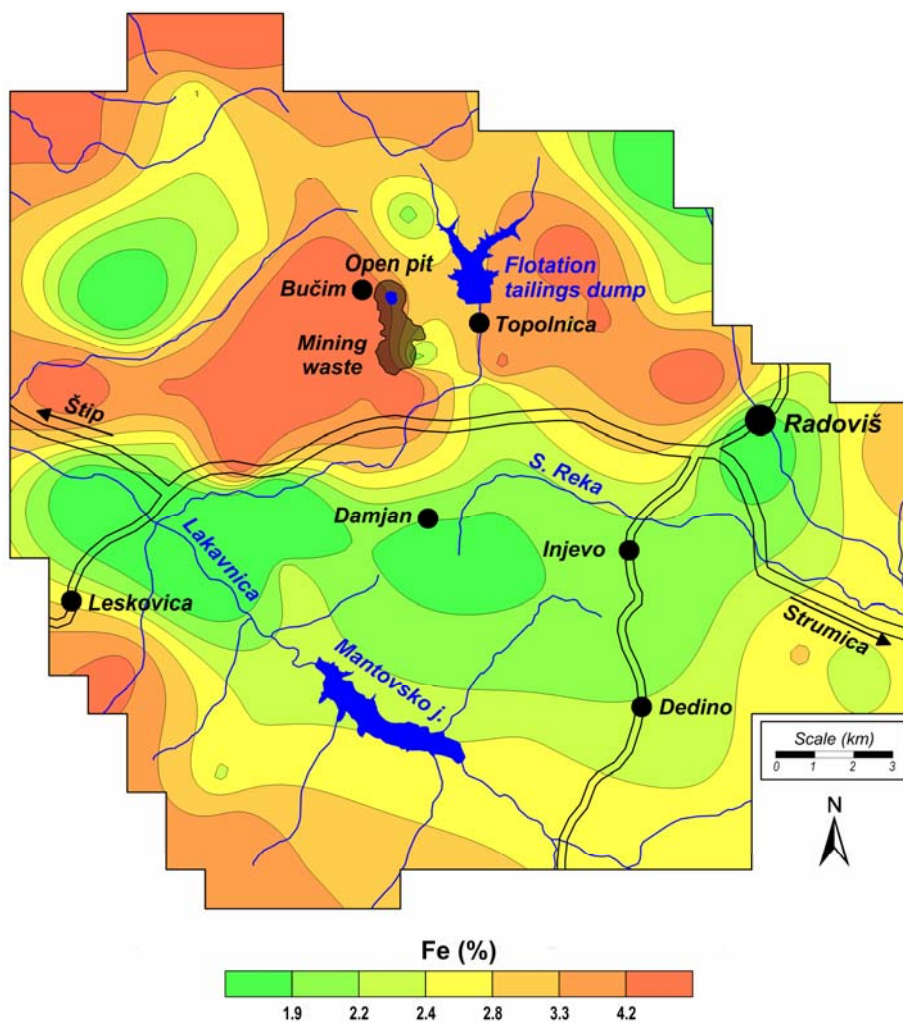 Open pit
Bučim
Flotation
tailings dump
Topolnica
Mining
waste
Štip
Radoviš
S. Reka
Damjan
Injevo
Lakavnica
Leskovica
Strumica
Mantovsko j.
Dedino
Scale (km)
0 1 2 3
N
Fe (%)
1.9 2.2 2.4 2.8 3.3 4.2